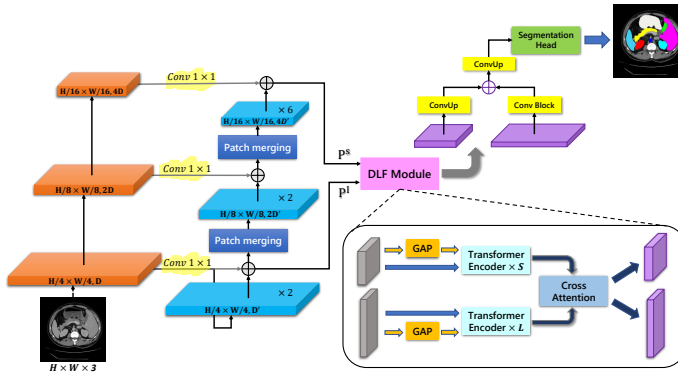 Segmentation
Head
ConvUp
ConvUp
Conv Block
Conv 1 × 1
H/16 × W/16, 4D
× 6
H/16 × W/16, 4D'
Patch merging
P^s
DLF Module
P^l
Conv 1 × 1
H/8 × W/8, 2D
× 2
H/8 × W/8, 2D'
Patch merging
Conv 1 × 1
H/4 × W/4, D
× 2
H/4 × W/4, D'
H × W × 3
GAP
Transformer
Encoder × S
Cross
Attention
Transformer
Encoder × L
GAP